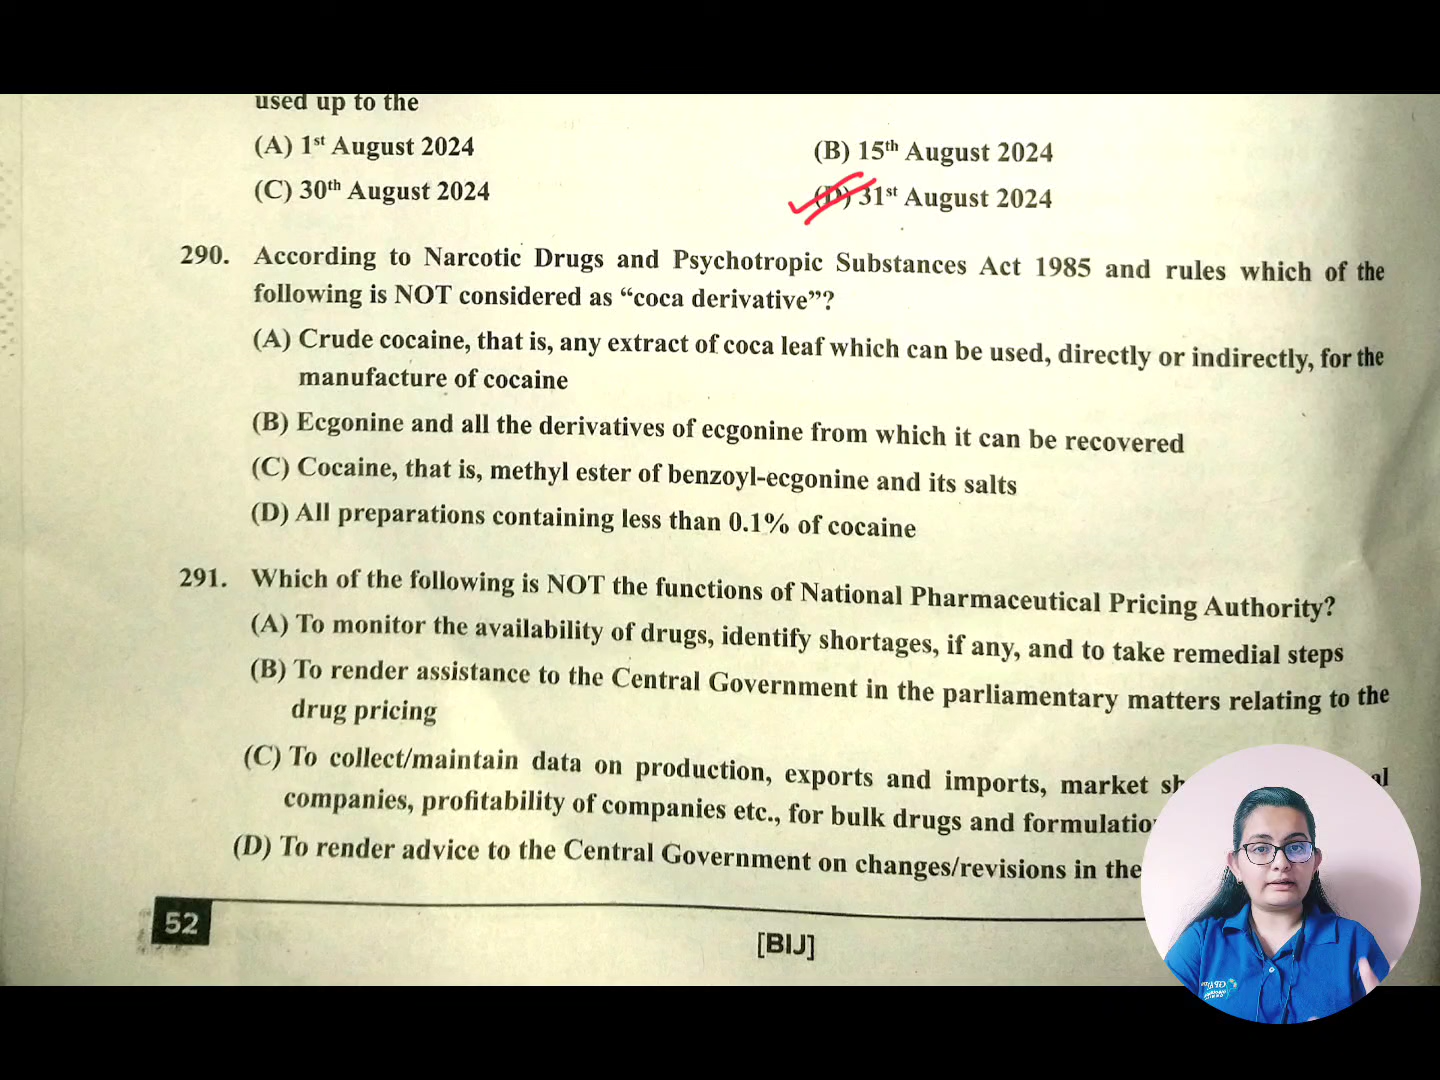 used up to the
(A) 1st August 2024 (B) 15th August 2024
(C) 30th August 2024 (D) 31st August 2024
290. According to Narcotic Drugs and Psychotropic Substances Act 1985 and rules which of the
following is NOT considered as “coca derivative”?
(A) Crude cocaine, that is, any extract of coca leaf which can be used, directly or indirectly, for the
manufacture of cocaine
(B) Ecgonine and all the derivatives of ecgonine from which it can be recovered
(C) Cocaine, that is, methyl ester of benzoyl-ecgonine and its salts
(D) All preparations containing less than 0.1% of cocaine
291. Which of the following is NOT the functions of National Pharmaceutical Pricing Authority?
(A) To monitor the availability of drugs, identify shortages, if any, and to take remedial steps
(B) To render assistance to the Central Government in the parliamentary matters relating to the
drug pricing
(C) To collect/maintain data on production, exports and imports, market
companies, profitability of companies etc., for bulk drugs and
(D) To render advice to the Central Government on changes/revisions in the
52
[BIJ]